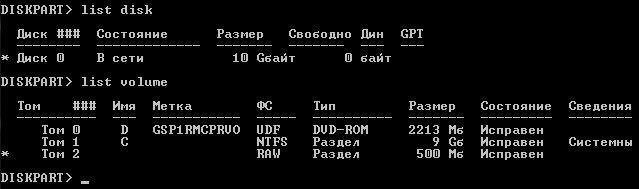 DISKPART> list disk
Диск ### Состояние Размер Свободно Дин GPT
-------- ------------- ------- ------- --- ---
* Диск 0 В сети 10 Gбайт 0 байт
DISKPART> list volume
Том ### Имя Метка ФС Тип Размер Состояние Сведения
---------- --- ----------- ----- ---------- ------- --------- --------
Том 0 D GSP1RMCPRVO UDF DVD-ROM 2213 Мб Исправен
Том 1 C NTFS Раздел 9 Gб Исправен Системны
* Том 2 RAW Раздел 500 Мб Исправен
DISKPART> _